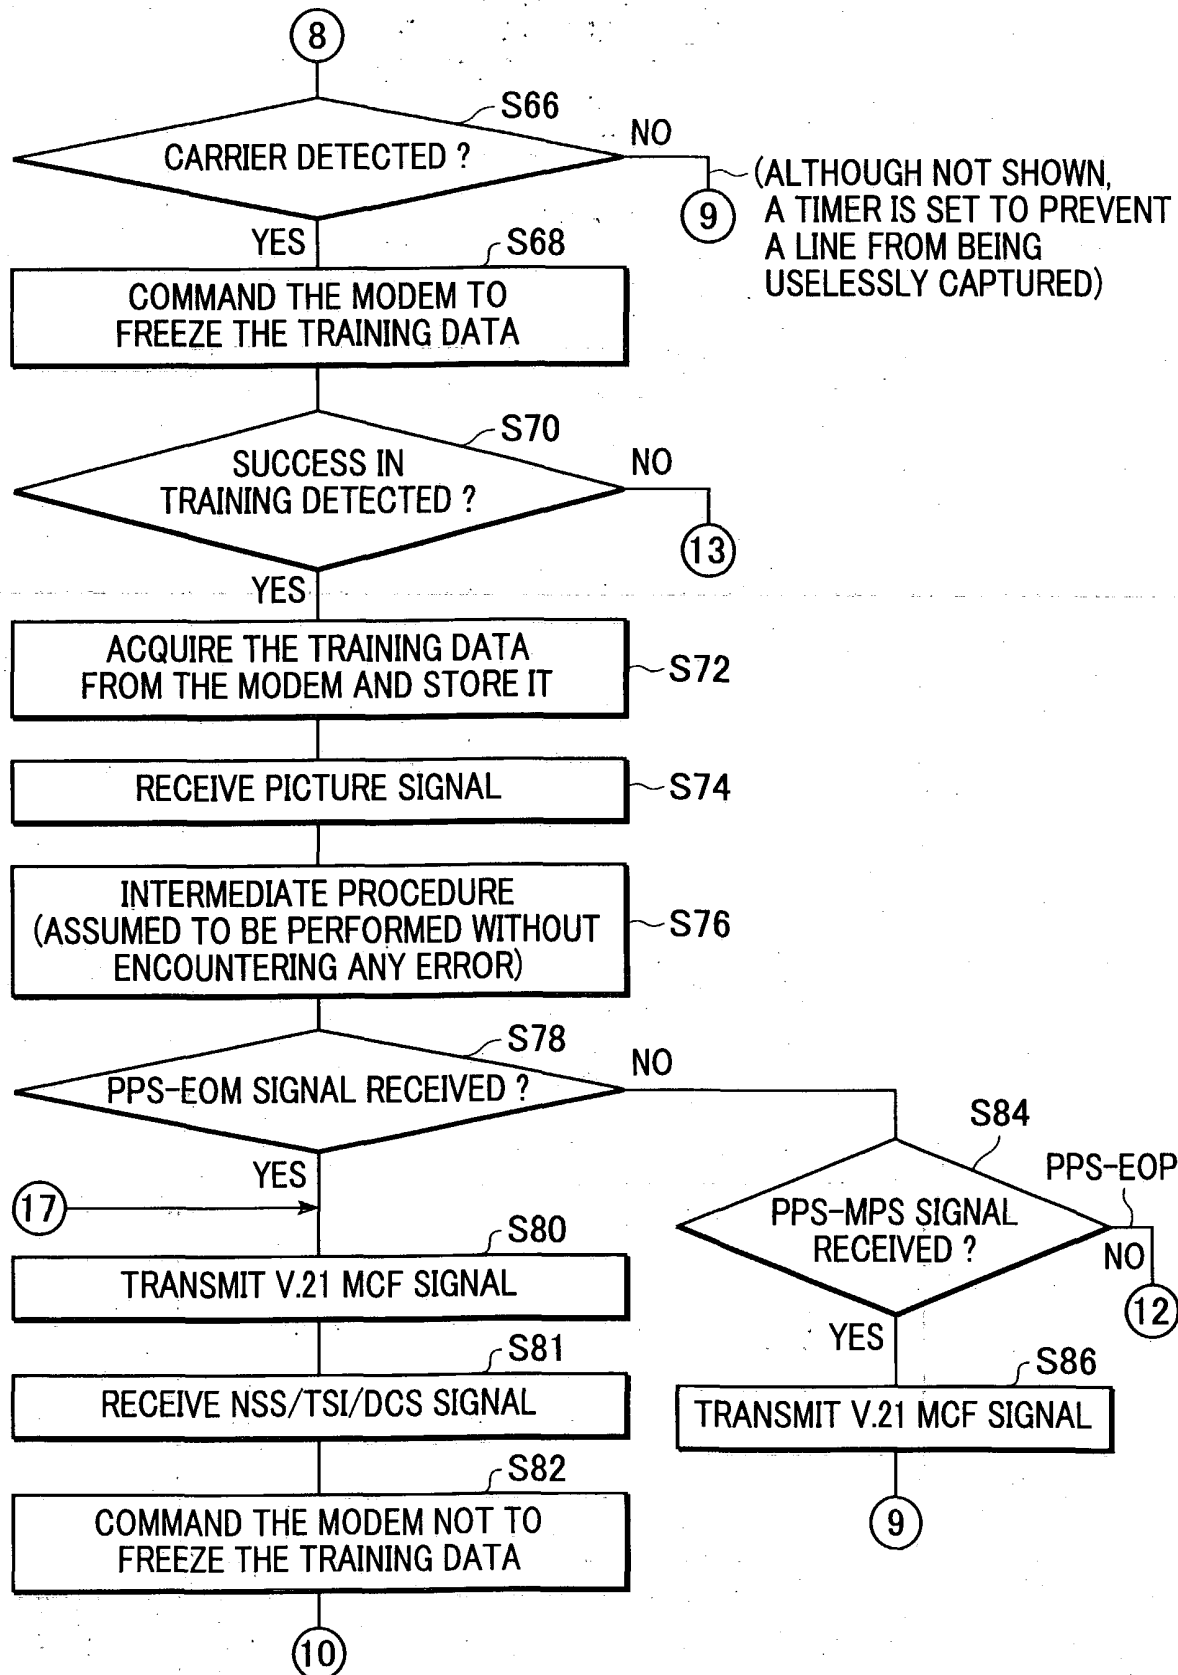 8
S66
CARRIER DETECTED ?
NO
9
(ALTHOUGH NOT SHOWN,
A TIMER IS SET TO PREVENT
A LINE FROM BEING
USELESSLY CAPTURED)
YES
S68
COMMAND THE MODEM TO
FREEZE THE TRAINING DATA
S70
SUCCESS IN
TRAINING DETECTED ?
NO
13
YES
ACQUIRE THE TRAINING DATA
FROM THE MODEM AND STORE IT
S72
RECEIVE PICTURE SIGNAL
S74
INTERMEDIATE PROCEDURE
(ASSUMED TO BE PERFORMED WITHOUT
ENCOUNTERING ANY ERROR)
S76
S78
PPS-EOM SIGNAL RECEIVED ?
NO
YES
17
S80
TRANSMIT V.21 MCF SIGNAL
S81
RECEIVE NSS/TSI/DCS SIGNAL
S82
COMMAND THE MODEM NOT TO
FREEZE THE TRAINING DATA
10
S84
PPS-MPS SIGNAL
RECEIVED ?
PPS-EOP
NO
12
YES
S86
TRANSMIT V.21 MCF SIGNAL
9